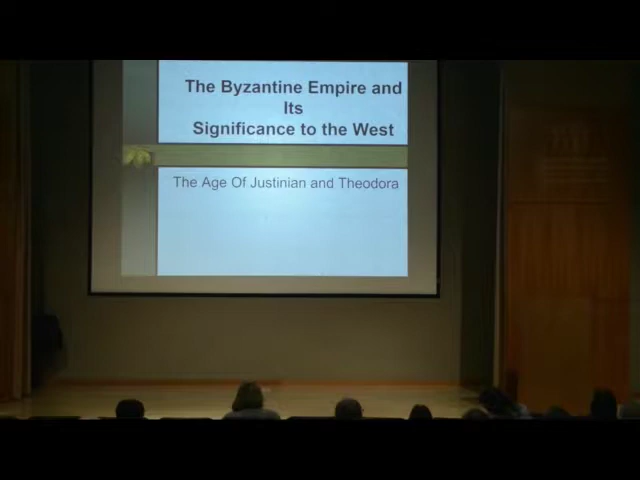 The Byzantine Empire and
Its
Significance to the West
The Age Of Justinian and Theodora